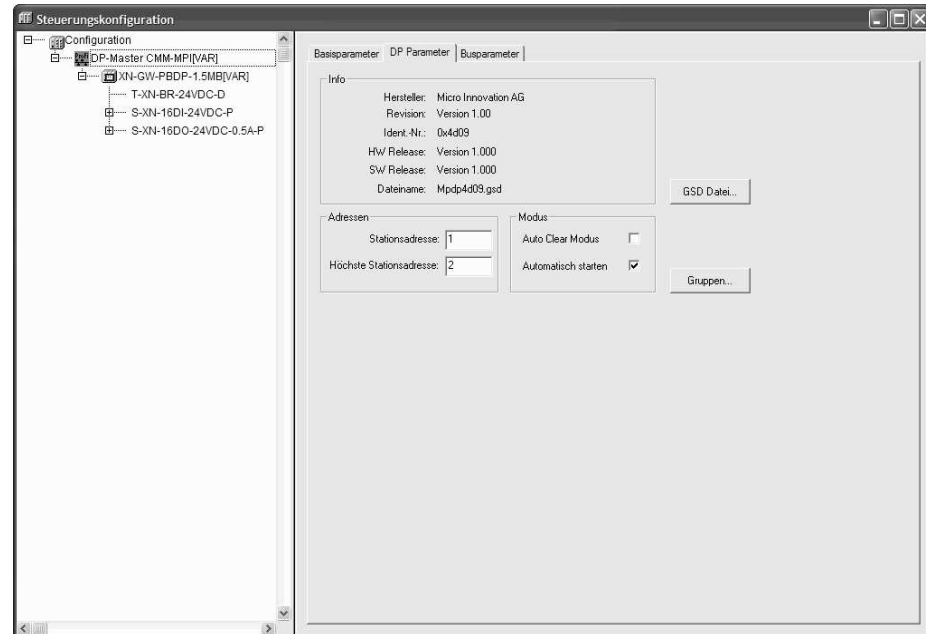 Steuerungskonfiguration
Configuration
DP-Master CMM-MPI[VAR]
XN-GW-PBDP-1.5MB[VAR]
T-XN-BR-24VDC-D
S-XN-16DI-24VDC-P
S-XN-16DO-24VDC-0.5A-P
Basisparameter DP Parameter Busparameter
Info
Hersteller: Micro Innovation AG
Revision: Version 1.00
Ident.-Nr.: 0x4d09
HW Release: Version 1.000
SW Release: Version 1.000
Dateiname: Mpdp4d09.gsd
GSD Datei...
Adressen
Stationsadresse: 1
Höchste Stationsadresse: 2
Modus
Auto Clear Modus
Automatisch starten
Gruppen...